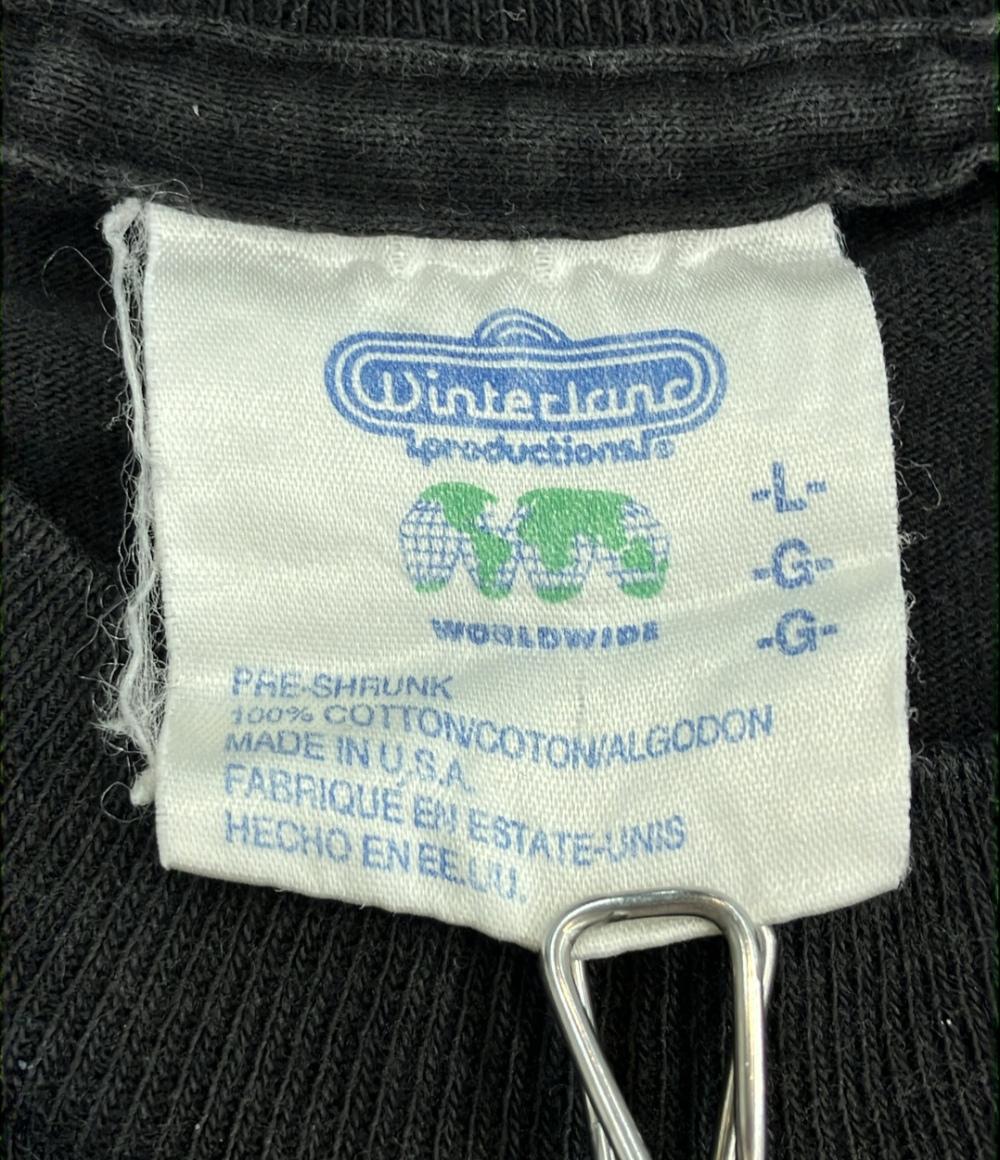 Winterland
productions®
-L-
-G-
-G-
WORLDWIDE
PRE-SHRUNK
100% COTTON/COTON/ALGODON
MADE IN U.S.A.
FABRIQUÉ EN ESTATE-UNIS
HECHO EN EE.UU.